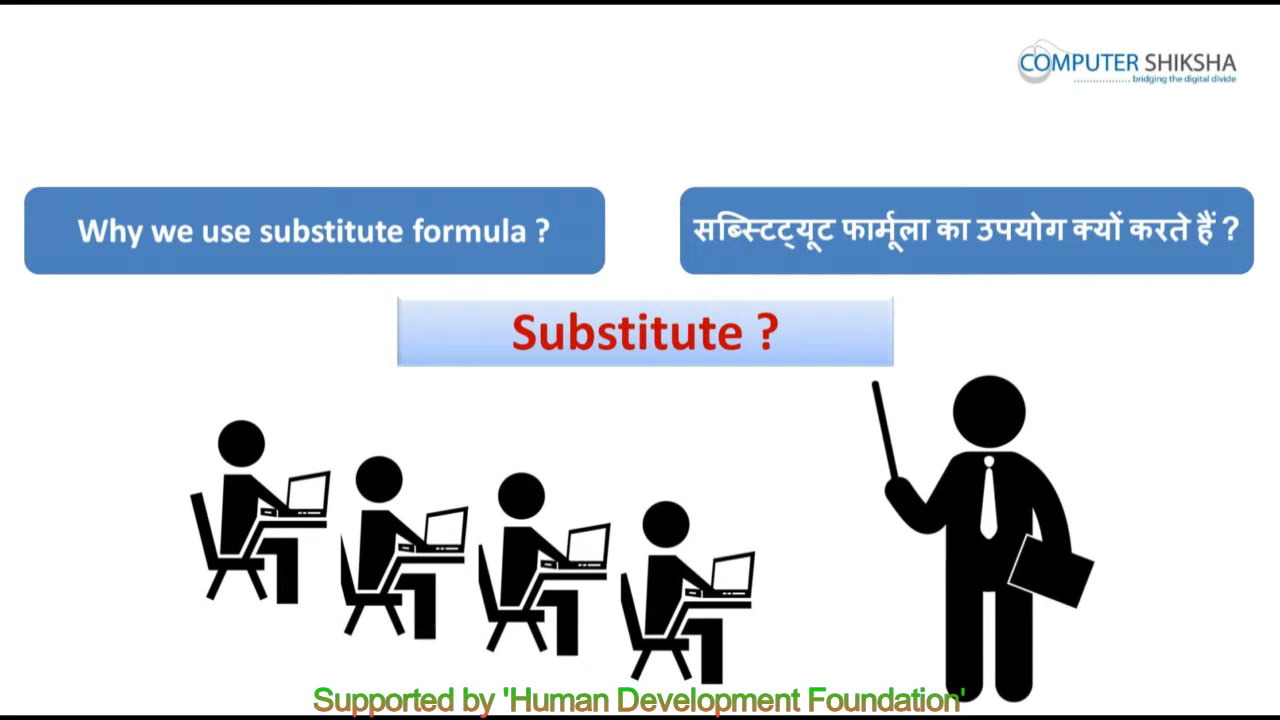 COMPUTER SHIKSHA
bridging the digital divide
Why we use substitute formula ?
सब्स्टिट्यूट फार्मूला का उपयोग क्यों करते हैं ?
Substitute ?
Supported by 'Human Development Foundation'